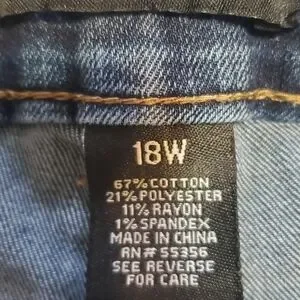 18W
67% COTTON
21% POLYESTER
11% RAYON
1% SPANDEX
MADE IN CHINA
RN# 55356
SEE REVERSE
FOR CARE